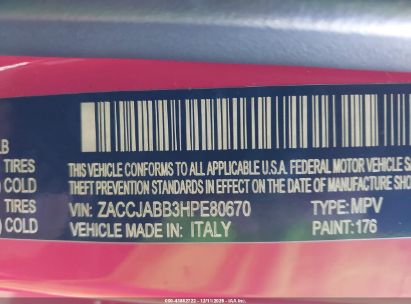 LB
TIRES
THIS VEHICLE CONFORMS TO ALL APPLICABLE U.S.A. FEDERAL MOTOR VEHICLE S
) COLD
THEFT PREVENTION STANDARDS IN EFFECT ON THE DATE OF MANUFACTURE SHO
TIRES
VIN: ZACCJABB3HPE80670 TYPE: MPV
) COLD
VEHICLE MADE IN: ITALY PAINT: 176